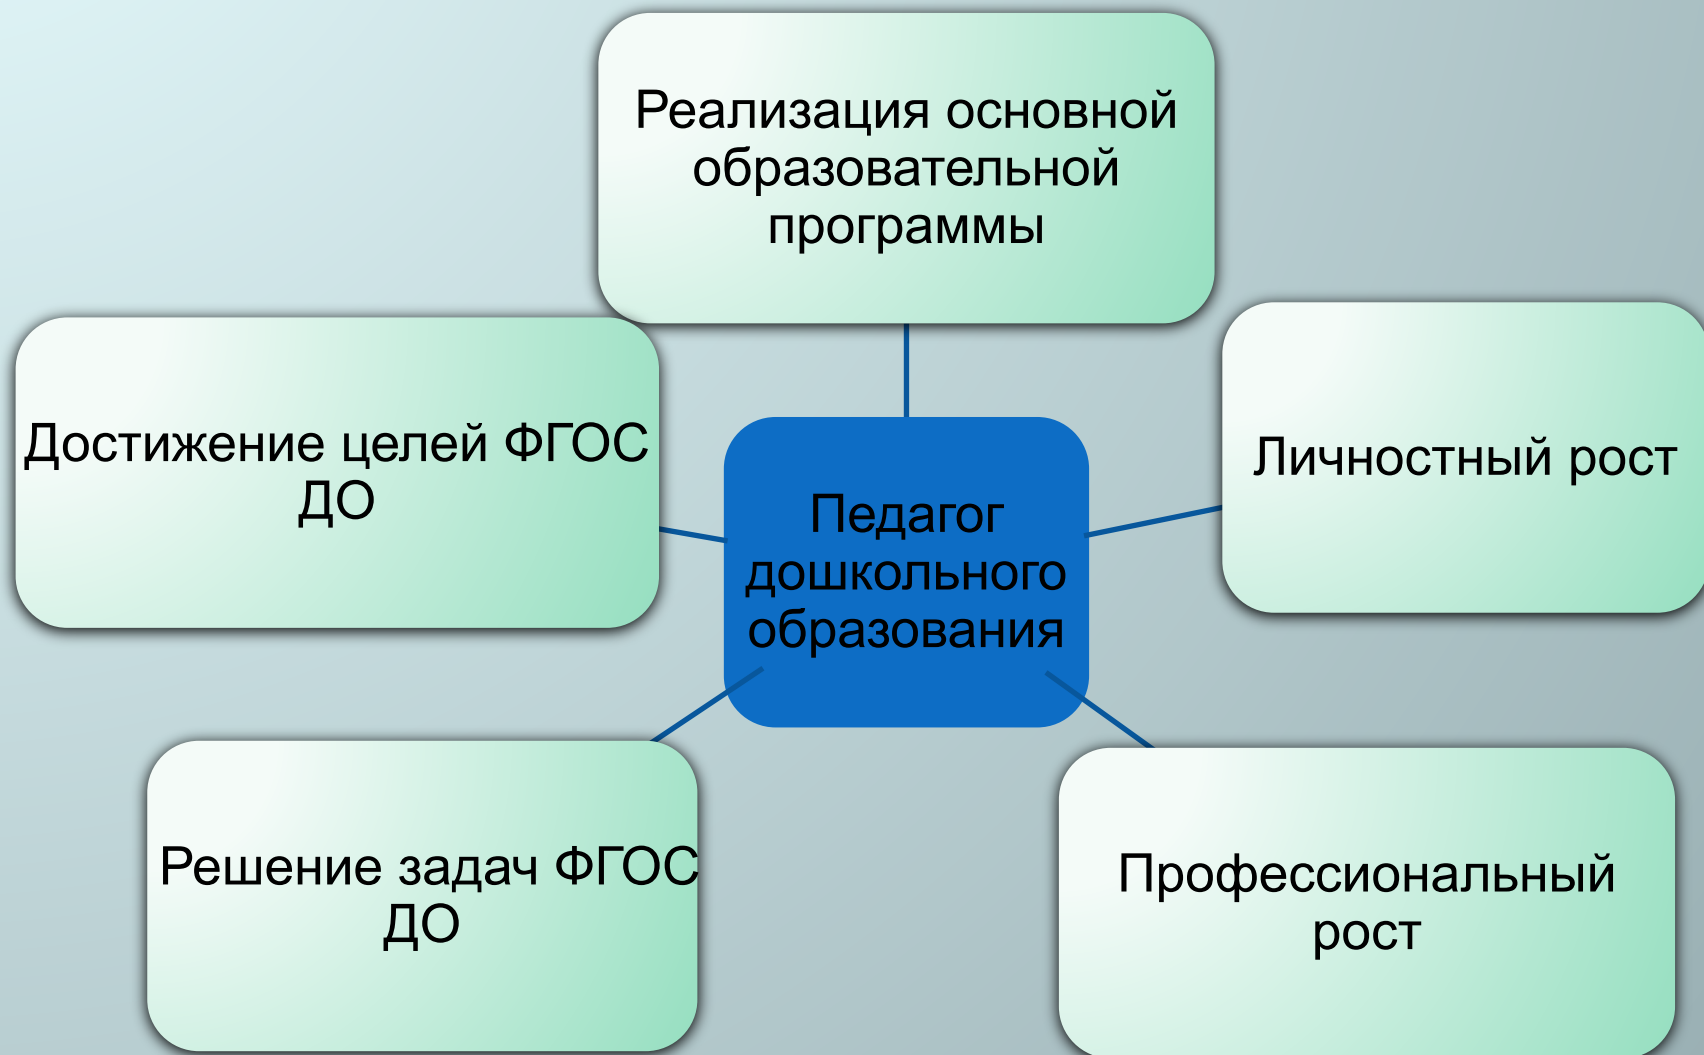 Реализация основной
образовательной
программы
Достижение целей ФГОС
ДО
Личностный рост
Педагог
дошкольного
образования
Решение задач ФГОС
ДО
Профессиональный
рост